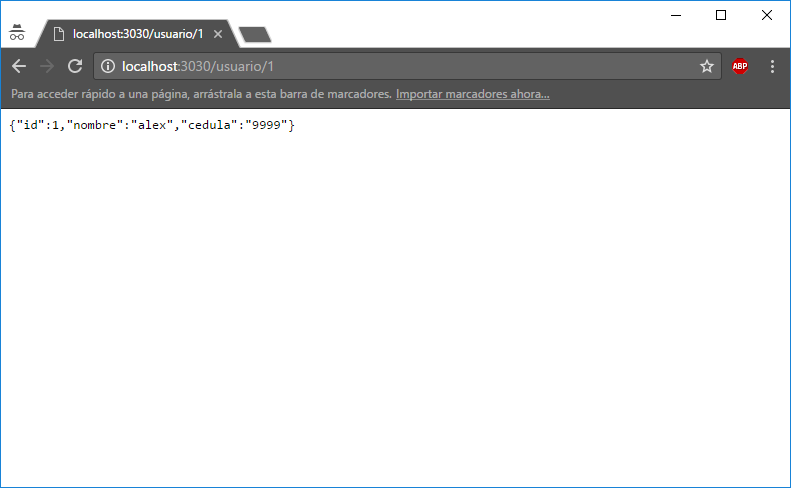 localhost:3030/usuario/1
localhost:3030/usuario/1
ABP
Para acceder rápido a una página, arrástrala a esta barra de marcadores. Importar marcadores ahora...
{"id":1,"nombre":"alex","cedula":"9999"}